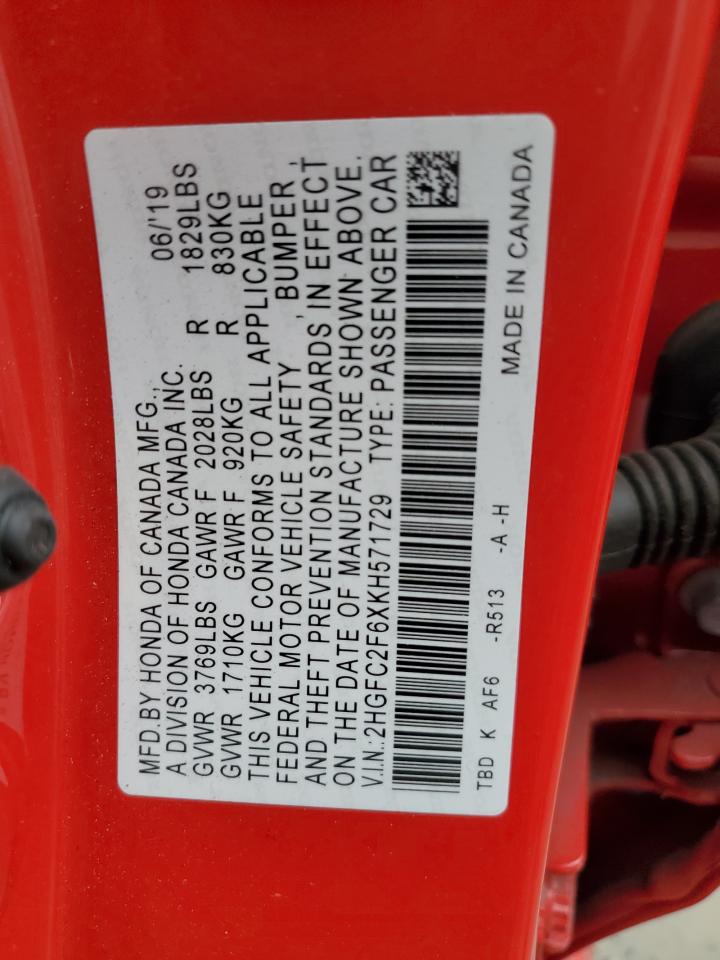 MFD.BY HONDA OF CANADA MFG., 06/'19
A DIVISION OF HONDA CANADA INC.
GVWR 3769LBS GAWR F 2028LBS R 1829LBS
GVWR 1710KG GAWR F 920KG R 830KG
THIS VEHICLE CONFORMS TO ALL APPLICABLE
FEDERAL MOTOR VEHICLE SAFETY , BUMPER ,
AND THEFT PREVENTION STANDARDS IN EFFECT
ON THE DATE OF MANUFACTURE SHOWN ABOVE.
V.I.N.:2HGFC2F6XKH571729 TYPE: PASSENGER CAR
TBD K AF6 -R513 -A -H MADE IN CANADA